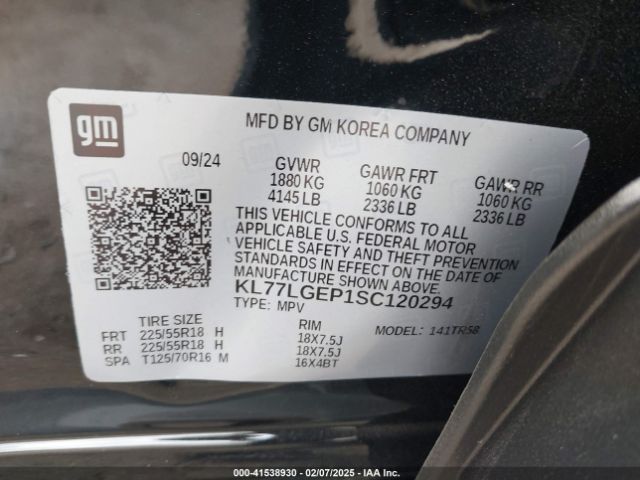 gm
MFD BY GM KOREA COMPANY
09/24 GVWR GAWR FRT GAWR RR
1880 KG 1060 KG 1060 KG
4145 LB 2336 LB 2336 LB
THIS VEHICLE CONFORMS TO ALL
APPLICABLE U.S. FEDERAL MOTOR
VEHICLE SAFETY AND THEFT PREVENTION
STANDARDS IN EFFECT ON THE DATE OF
MANUFACTURE SHOWN ABOVE.
KL77LGEP1SC120294
TYPE: MPV
TIRE SIZE RIM MODEL: 141TR58
FRT 225/55R18 H 18X7.5J
RR 225/55R18 H 18X7.5J
SPA T125/70R16 M 16X4BT
000-41538930 - 02/07/2025 - IAA Inc.